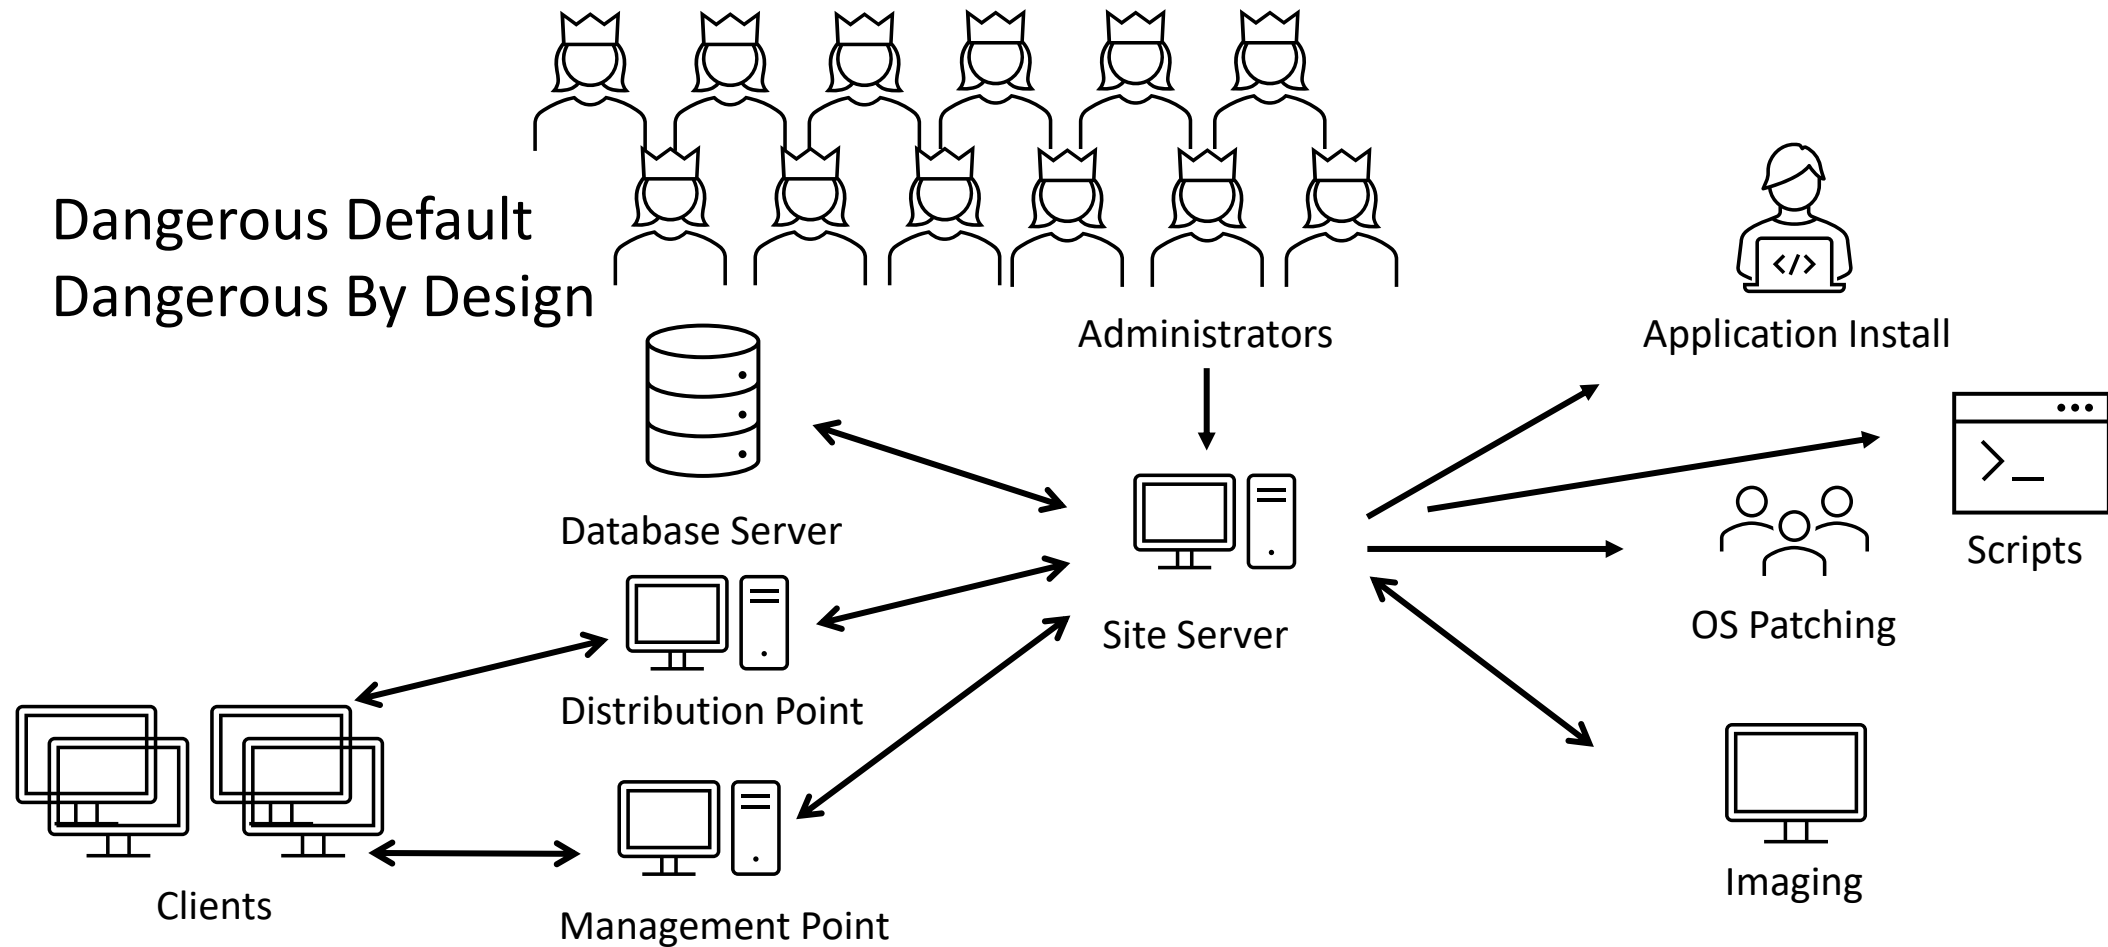 Dangerous Default
Dangerous By Design
Administrators
</>
Application Install
Database Server
>_
Scripts
Site Server
OS Patching
Distribution Point
Clients
Management Point
Imaging